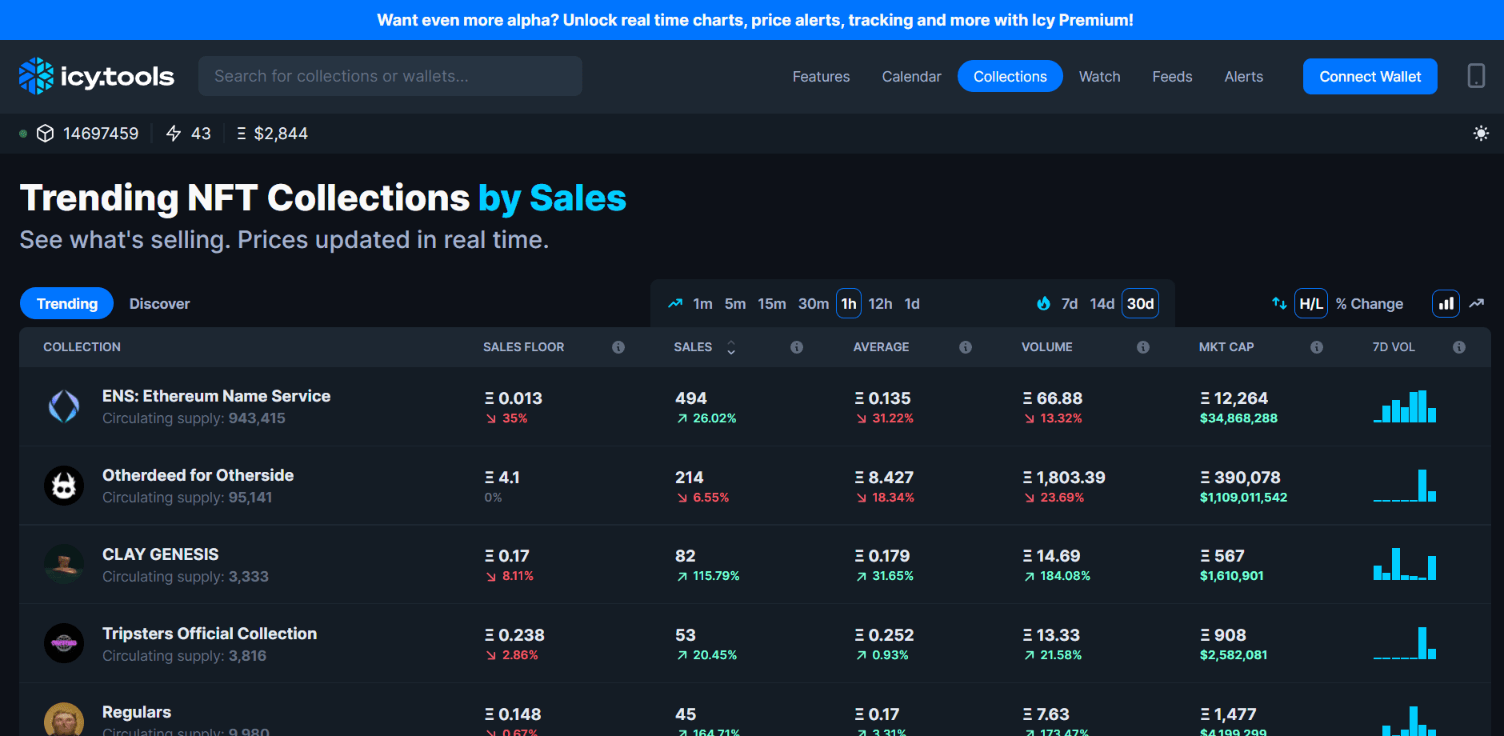 Want even more alpha? Unlock real time charts, price alerts, tracking and more with Icy Premium!
icy.tools Search for collections or wallets... Features Calendar Collections Watch Feeds Alerts Connect Wallet
14697459 43 Ξ $2,844
Trending NFT Collections by Sales
See what's selling. Prices updated in real time.
Trending Discover 1m 5m 15m 30m 1h 12h 1d 7d 14d 30d H/L % Change
COLLECTION SALES FLOOR SALES AVERAGE VOLUME MKT CAP 7D VOL
ENS: Ethereum Name Service Ξ 0.013 494 Ξ 0.135 Ξ 66.88 Ξ 12,264
Circulating supply: 943,415 35% 26.02% 31.22% 13.32% $34,868,288
Otherdeed for Otherside Ξ 4.1 214 Ξ 8.427 Ξ 1,803.39 Ξ 390,078
Circulating supply: 95,141 0% 6.55% 18.34% 23.69% $1,109,011,542
CLAY GENESIS Ξ 0.17 82 Ξ 0.179 Ξ 14.69 Ξ 567
Circulating supply: 3,333 8.11% 115.79% 31.65% 184.08% $1,610,901
Tripsters Official Collection Ξ 0.238 53 Ξ 0.252 Ξ 13.33 Ξ 908
Circulating supply: 3,816 2.86% 20.45% 0.93% 21.58% $2,582,081
Regulars Ξ 0.148 45 Ξ 0.17 Ξ 7.63 Ξ 1,477
Circulating supply: 9,980 0.67% 164.71% 3.31% 173.47% $4,199,299